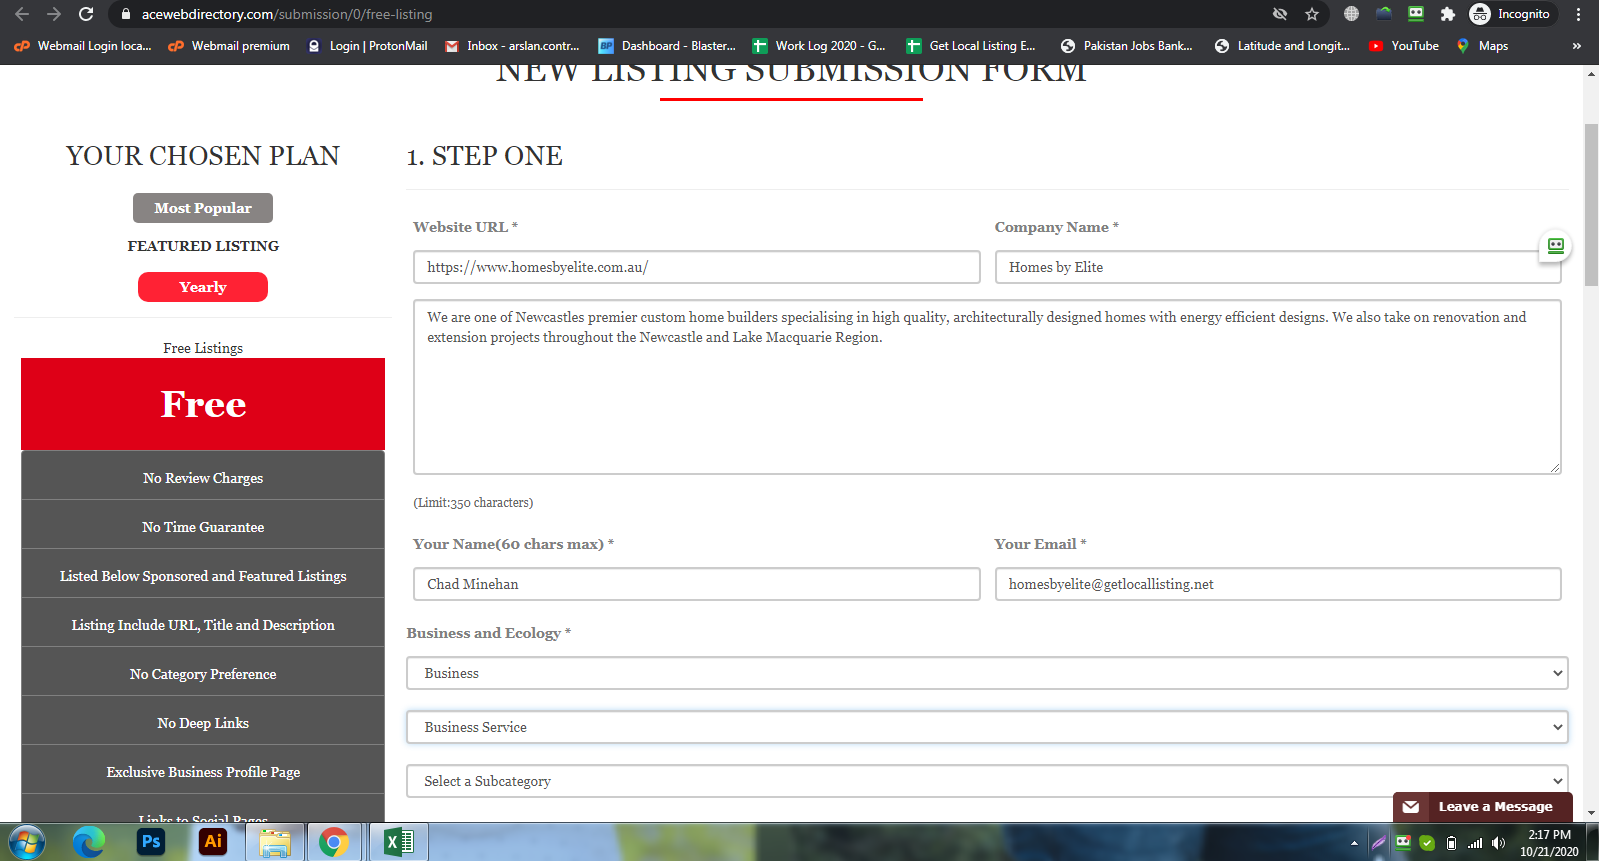 acewebdirectory.com/submission/0/free-listing
Incognito
Webmail Login loca...
Webmail premium
Login | ProtonMail
Inbox - arslan.contr...
Dashboard - Blaster...
Work Log 2020 - G...
Get Local Listing E...
Pakistan Jobs Bank...
Latitude and Longit...
YouTube
Maps
»
NEW LISTING SUBMISSION FORM
YOUR CHOSEN PLAN
Most Popular
FEATURED LISTING
Yearly
Free Listings
Free
No Review Charges
No Time Guarantee
Listed Below Sponsored and Featured Listings
Listing Include URL, Title and Description
No Category Preference
No Deep Links
Exclusive Business Profile Page
Links to Social Pages
1. STEP ONE
Website URL *
Company Name *
https://www.homesbyelite.com.au/
Homes by Elite
We are one of Newcastles premier custom home builders specialising in high quality, architecturally designed homes with energy efficient designs. We also take on renovation and
extension projects throughout the Newcastle and Lake Macquarie Region.
(Limit:350 characters)
Your Name(60 chars max) *
Your Email *
Chad Minehan
homesbyelite@getlocallisting.net
Business and Ecology *
Business
Business Service
Select a Subcategory
Leave a Message
Ps
Ai
2:17 PM
10/21/2020